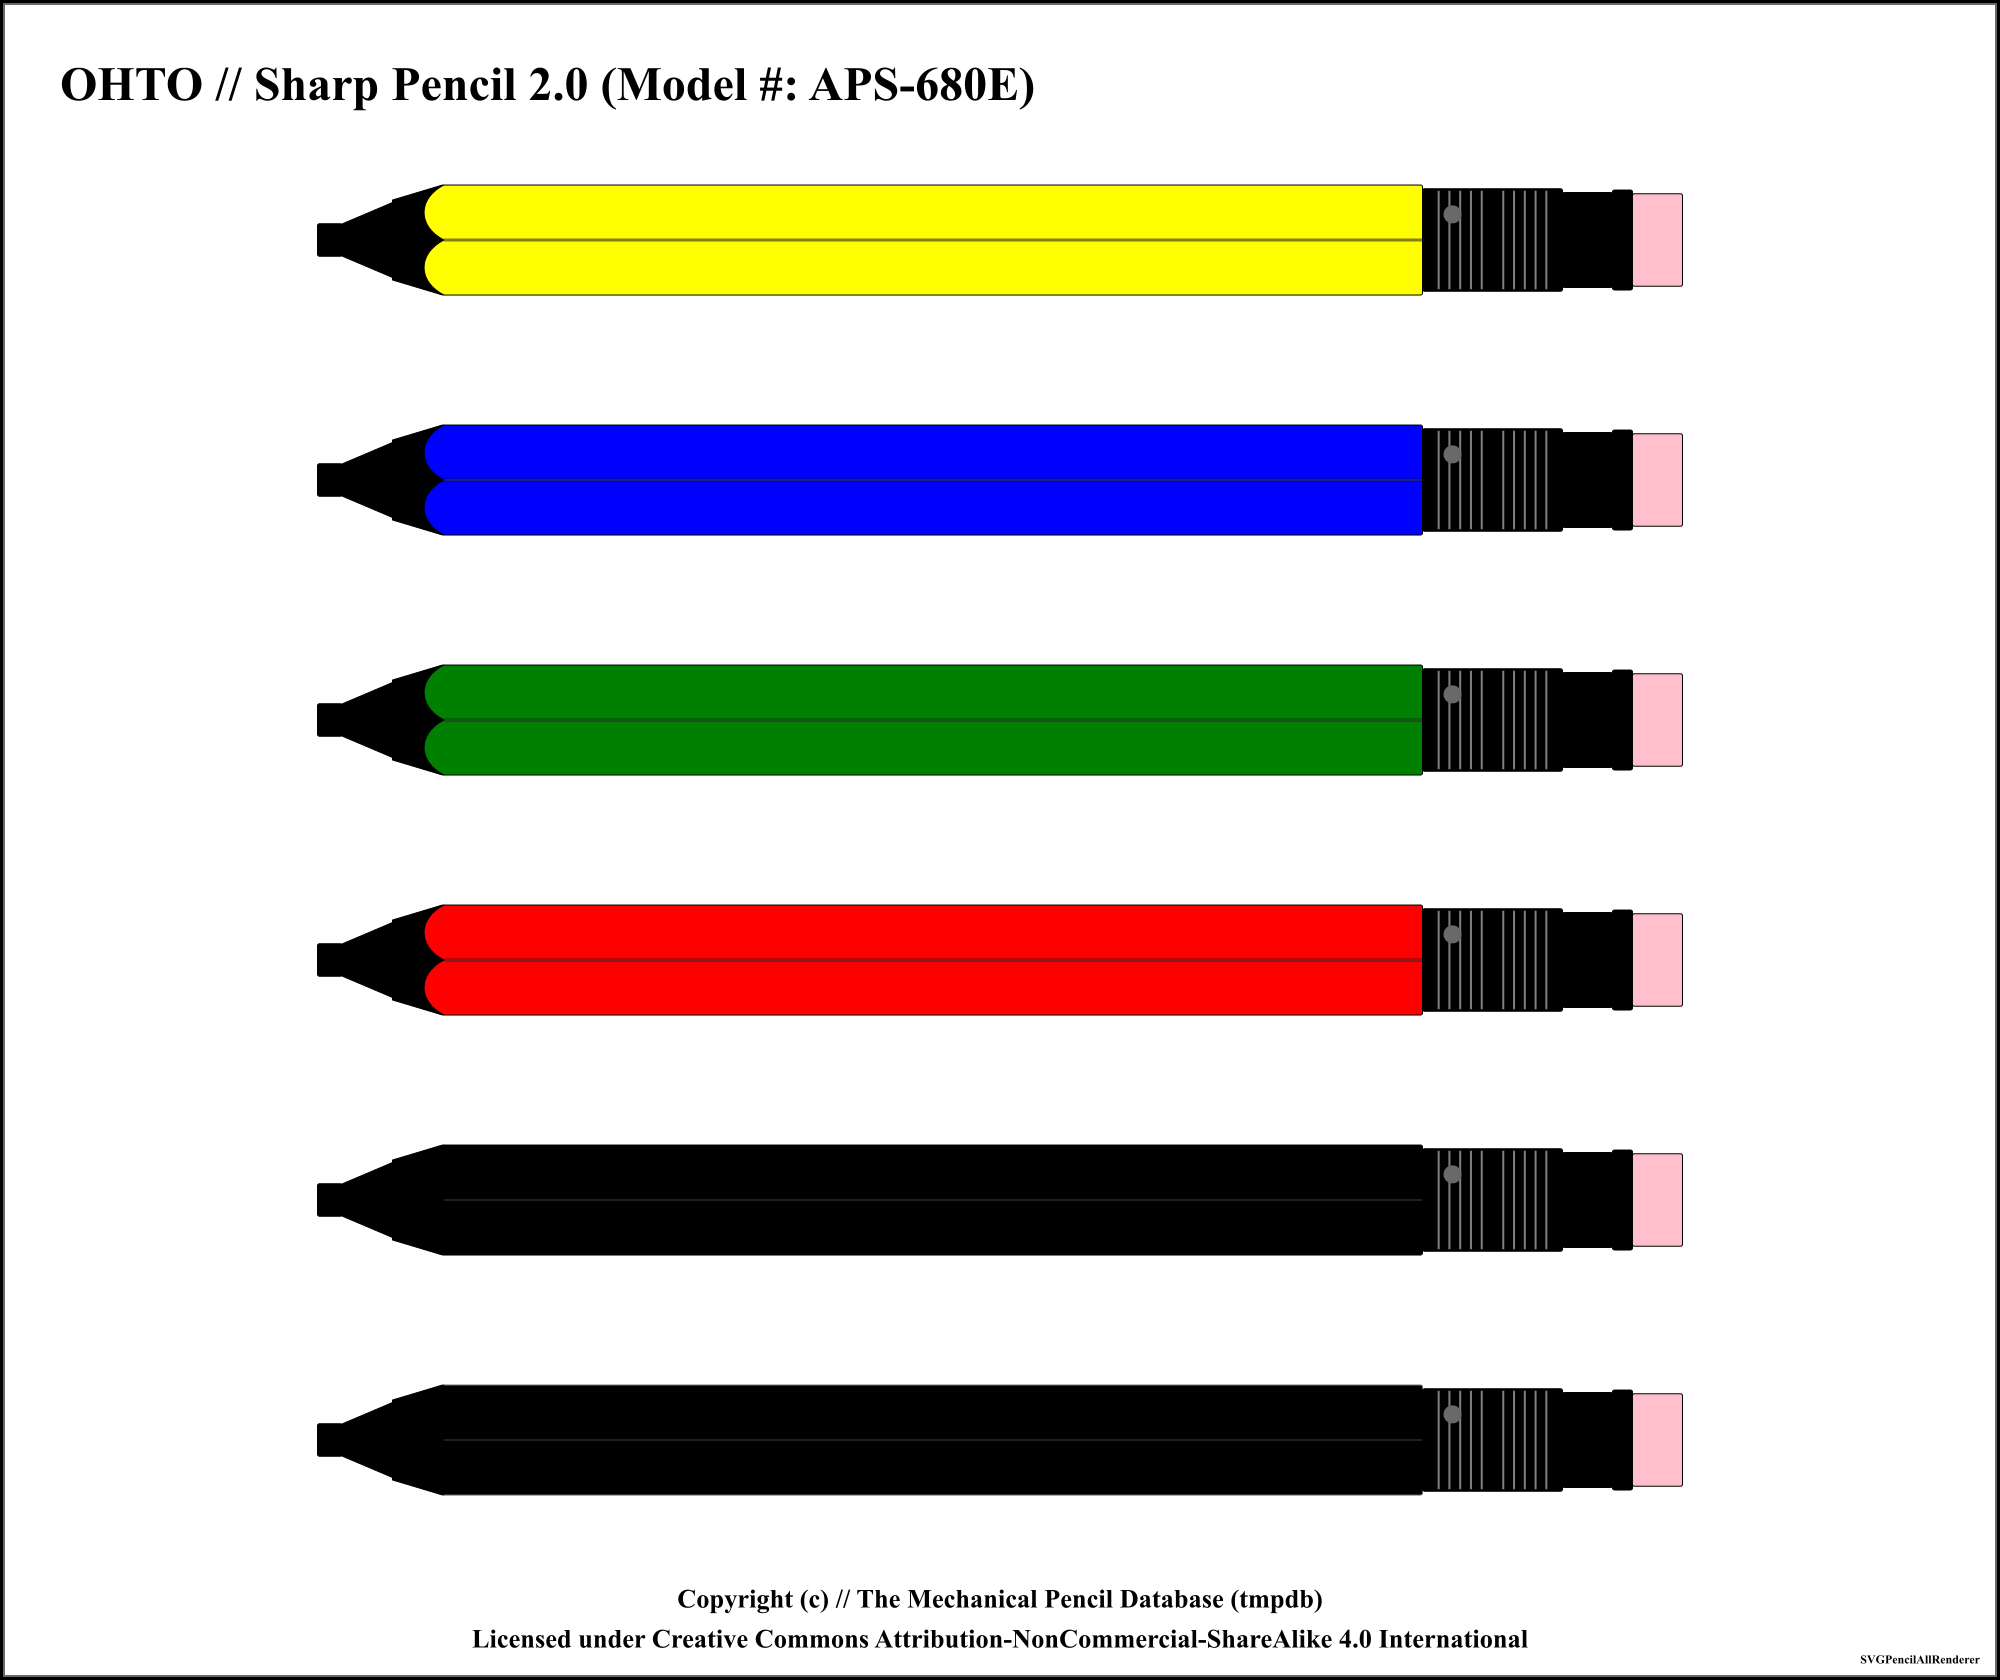 OHTO // Sharp Pencil 2.0 (Model #: APS-680E)
Copyright (c) // The Mechanical Pencil Database (tmpdb)
Licensed under Creative Commons Attribution-NonCommercial-ShareAlike 4.0 International
SVGPencilAllRenderer